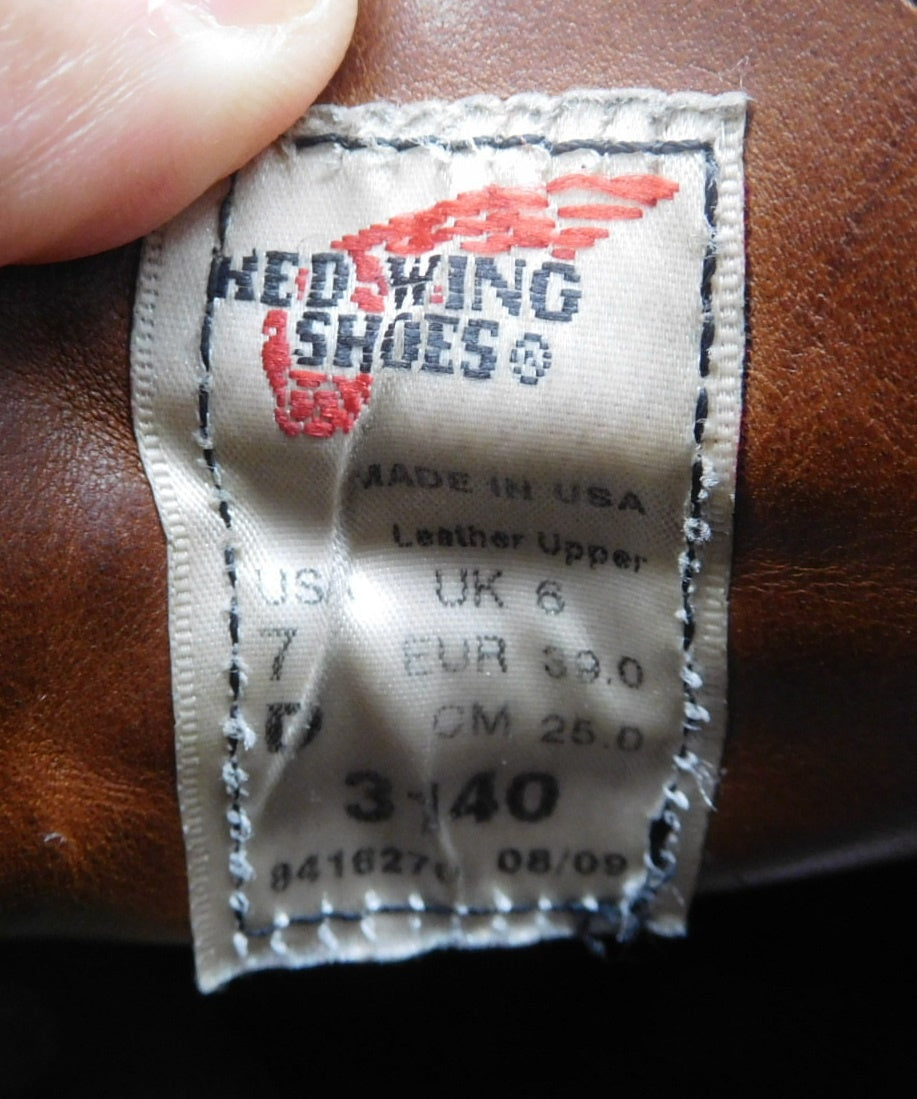 RED WING
SHOES ®
MADE IN USA
Leather Upper
USA UK 6
7 EUR 39.0
D CM 25.0
08/09